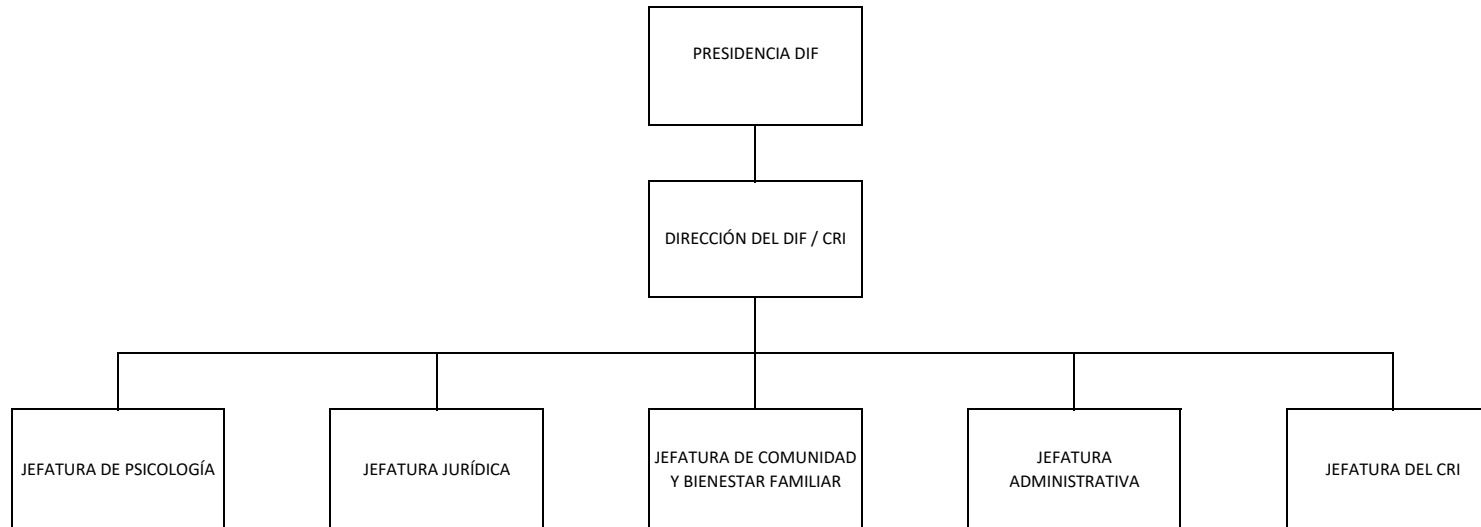 PRESIDENCIA DIF
DIRECCIÓN DEL DIF / CRI
JEFATURA DE PSICOLOGÍA
JEFATURA JURÍDICA
JEFATURA DE COMUNIDAD
Y BIENESTAR FAMILIAR
JEFATURA
ADMINISTRATIVA
JEFATURA DEL CRI